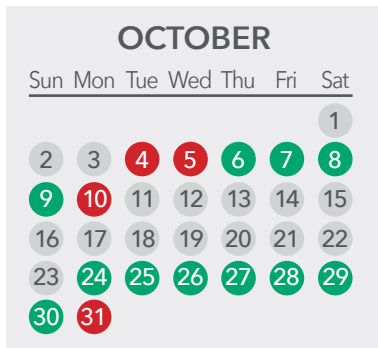 OCTOBER
Sun Mon Tue Wed Thu Fri Sat
1
2 3 4 5 6 7 8
9 10 11 12 13 14 15
16 17 18 19 20 21 22
23 24 25 26 27 28 29
30 31